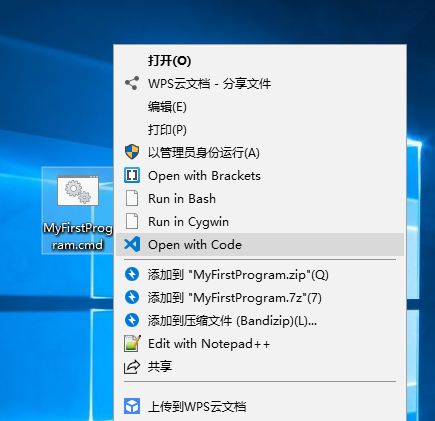 打开(O)
WPS云文档 - 分享文件
编辑(E)
打印(P)
以管理员身份运行(A)
Open with Brackets
Run in Bash
Run in Cygwin
Open with Code
添加到 "MyFirstProgram.zip"(Q)
添加到 "MyFirstProgram.7z"(7)
添加到压缩文件 (Bandizip)(L)...
Edit with Notepad++
共享
上传到WPS云文档
MyFirstProg
ram.cmd